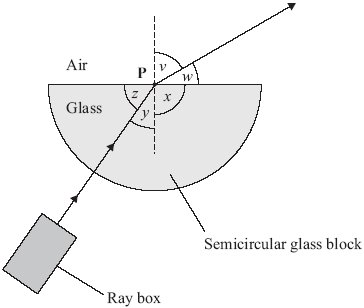 Air
P
v
w
Glass
z
x
y
Semicircular glass block
Ray box